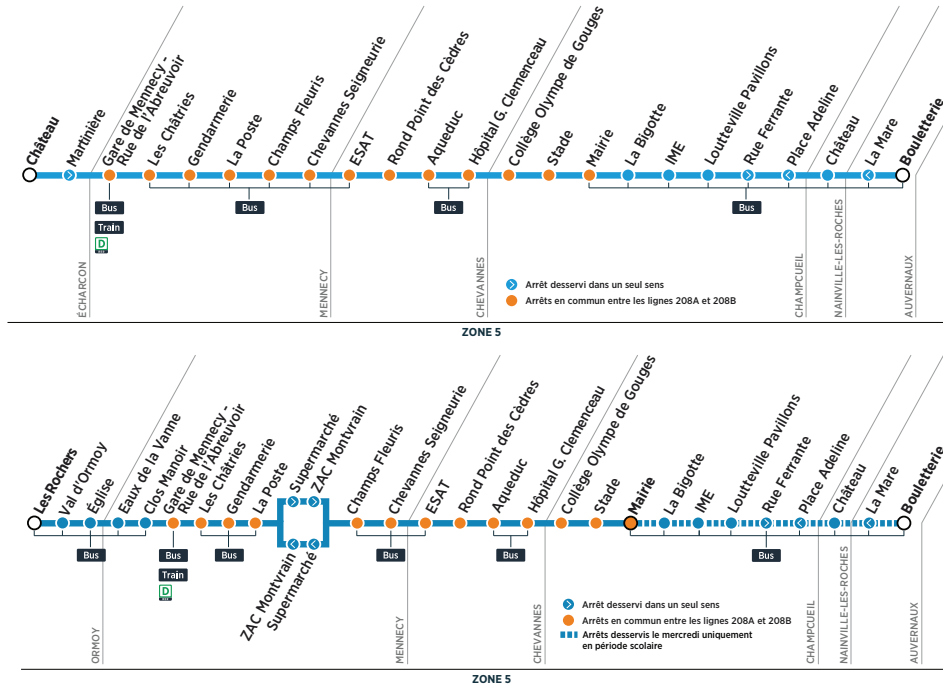 Château
Martinière
Gare de Mennecy -
Rue de l'Abreuvoir
Les Châtries
Gendarmerie
La Poste
Champs Fleuris
Chevannes Seigneurie
ESAT
Rond Point des Cèdres
Aqueduc
Hôpital G. Clemenceau
Collège Olympe de Gouges
Stade
Mairie
La Bigotte
IME
Loutteville Pavillons
Rue Ferrante
Place Adeline
Château
La Mare
Bouletterie
Bus
Train
D
Bus
Bus
Bus
ÉCHARCON
MENNECY
CHEVANNES
CHAMPCUEIL
NAINVILLE-LES-ROCHES
AUVERNAUX
Arrêt desservi dans un seul sens
Arrêts en commun entre les lignes 208A et 208B
ZONE 5
Les Rochers
Val d'Ormoy
Église
Eaux de la Vanne
Clos Manoir
Gare de Mennecy -
Rue de l'Abreuvoir
Les Châtries
Gendarmerie
La Poste
Supermarché
ZAC Montvrain
ZAC Montvrain
Supermarché
Champs Fleuris
Chevannes Seigneurie
ESAT
Rond Point des Cèdres
Aqueduc
Hôpital G. Clemenceau
Collège Olympe de Gouges
Stade
Mairie
La Bigotte
IME
Loutteville Pavillons
Rue Ferrante
Place Adeline
Château
La Mare
Bouletterie
Bus
Bus
Train
D
Bus
Bus
Bus
Bus
ORMOY
MENNECY
CHEVANNES
CHAMPCUEIL
NAINVILLE-LES-ROCHES
AUVERNAUX
Arrêt desservi dans un seul sens
Arrêts en commun entre les lignes 208A et 208B
Arrêts desservis le mercredi uniquement
en période scolaire
ZONE 5